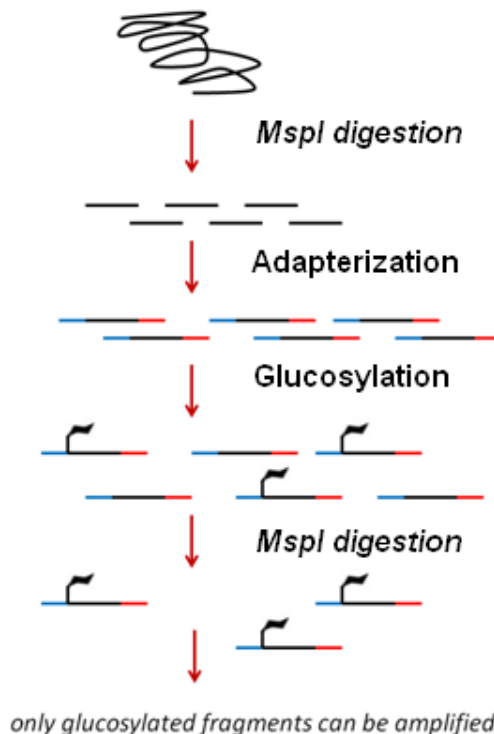 MspI digestion
Adapterization
Glucosylation
MspI digestion
only glucosylated fragments can be amplified